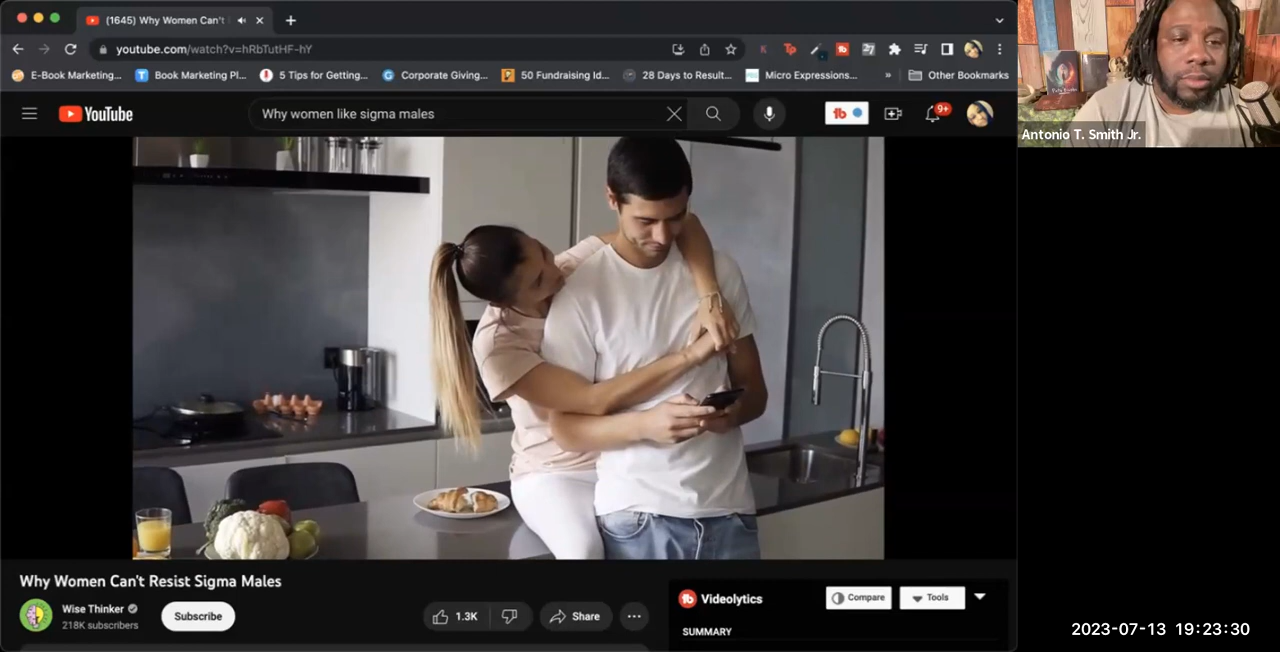 (1645) Why Women Can't
youtube.com/watch?v=hRbTutHF-hY
E-Book Marketing...
Book Marketing Pl...
5 Tips for Getting...
Corporate Giving...
50 Fundraising Id...
28 Days to Result...
Micro Expressions...
»
Other Bookmarks
YouTube
Why women like sigma males
9+
Antonio T. Smith Jr.
Why Women Can't Resist Sigma Males
Wise Thinker
218K subscribers
Subscribe
1.3K
Share
Videolytics
Compare
Tools
SUMMARY
2023-07-13 19:23:30